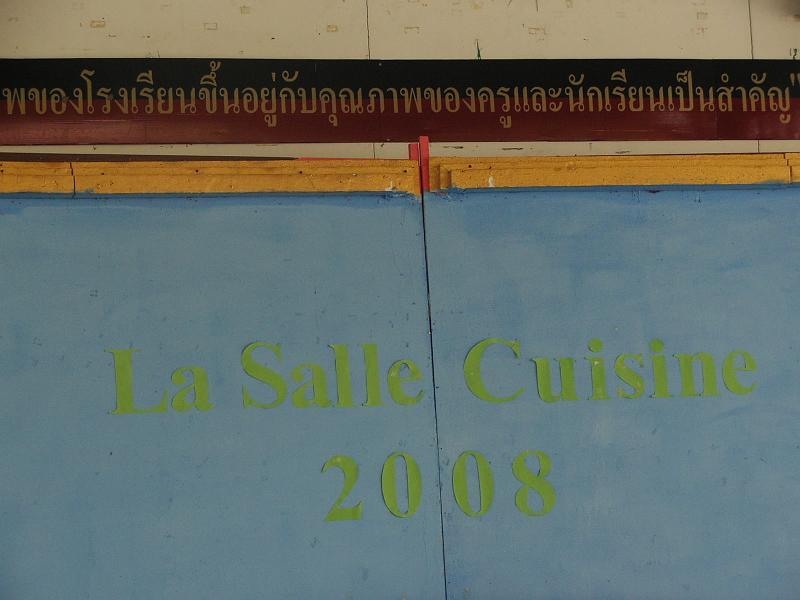 พของโรงเรียนขึ้นอยู่กับคุณภาพของครูและนักเรียนเป็นสำคัญ"
La Salle Cuisine
2008